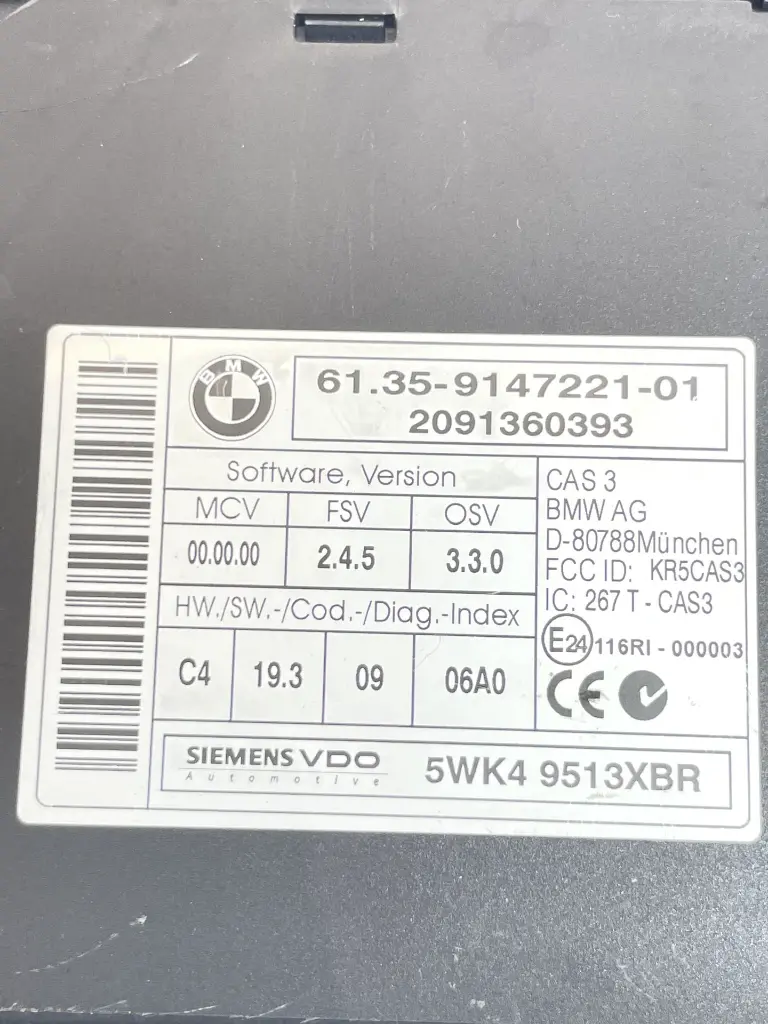 BMW
61.35-9147221-01
2091360393
Software, Version
MCV FSV OSV
00.00.00 2.4.5 3.3.0
HW./SW.-/Cod.-/Diag.-Index
C4 19.3 09 06A0
CAS 3
BMW AG
D-80788München
FCC ID: KR5CAS3
IC: 267 T - CAS3
E24 116RI - 000003
CE
SIEMENS VDO
Automotive
5WK4 9513XBR